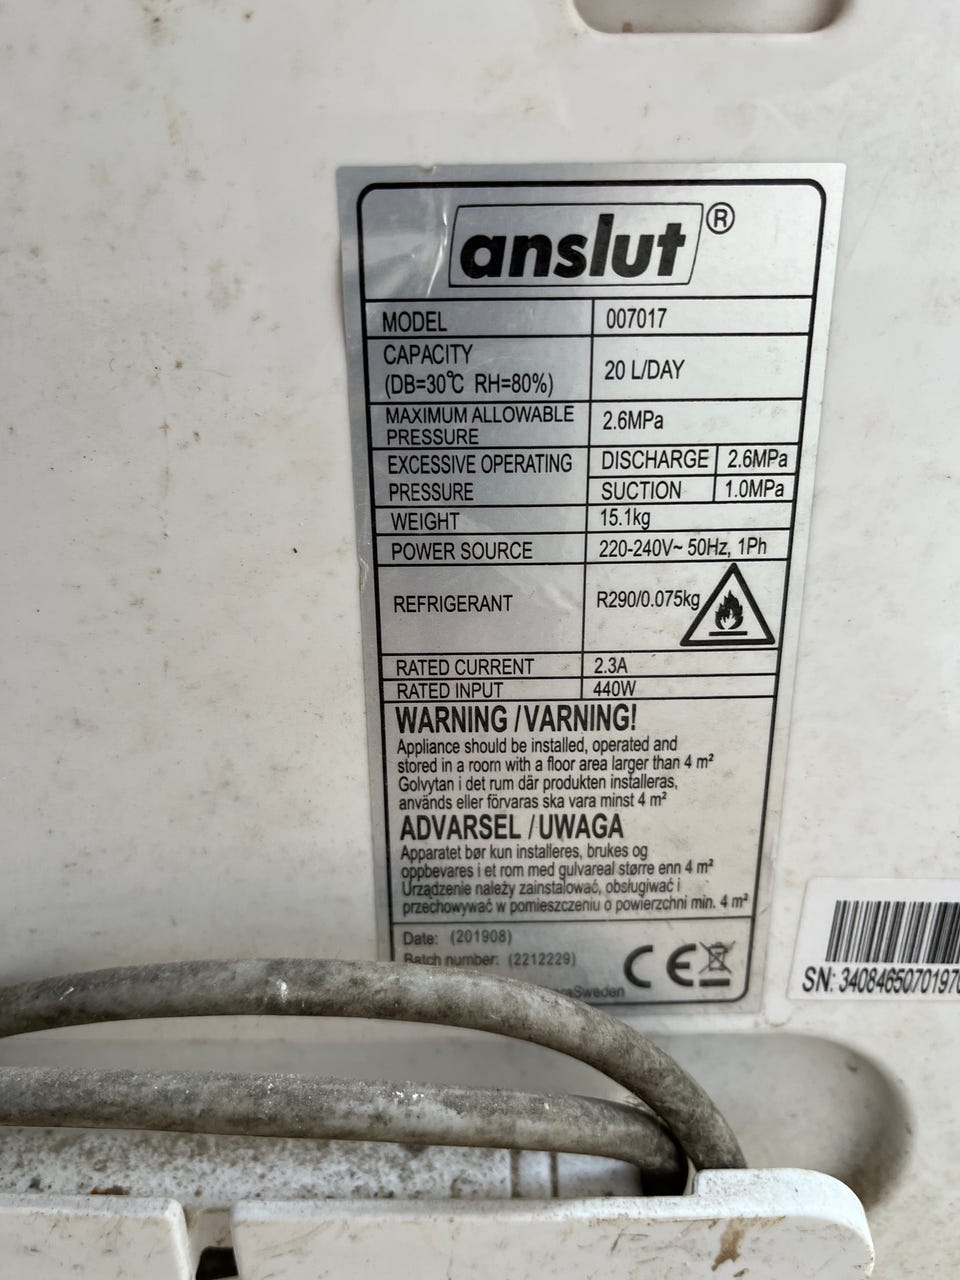 anslut®
MODEL 007017
CAPACITY
(DB=30℃ RH=80%) 20 L/DAY
MAXIMUM ALLOWABLE
PRESSURE 2.6MPa
EXCESSIVE OPERATING
PRESSURE
DISCHARGE 2.6MPa
SUCTION 1.0MPa
WEIGHT 15.1kg
POWER SOURCE 220-240V~ 50Hz, 1Ph
REFRIGERANT R290/0.075kg
RATED CURRENT 2.3A
RATED INPUT 440W
WARNING / VARNING!
Appliance should be installed, operated and
stored in a room with a floor area larger than 4 m²
Golvytan i det rum där produkten installeras,
används eller förvaras ska vara minst 4 m²
ADVARSEL / UWAGA
Apparatet bør kun installeres, brukes og
oppbevares i et rom med gulvareal større enn 4 m²
Urządzenie należy zainstalować, obsługiwać i
przechowywać w pomieszczeniu o powierzchni min. 4 m²
Date: (201908)
Batch number: (2212229)
CE
Sweden
SN: 3408465070197